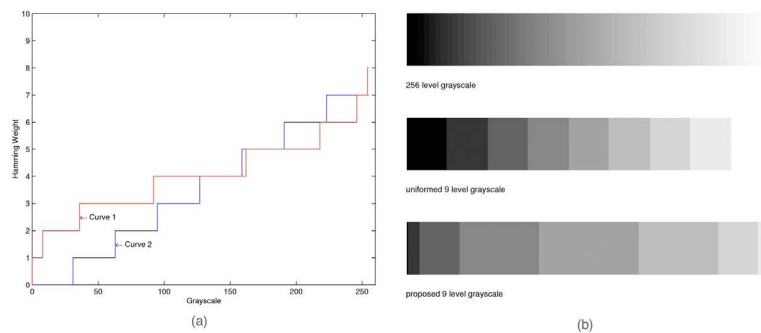 10
9
8
7
6
5
4
3
2
1
0
Hamming Weight
← Curve 1
← Curve 2
0
50
100
150
200
250
Grayscale
(a)
256 level grayscale
uniformed 9 level grayscale
proposed 9 level grayscale
(b)